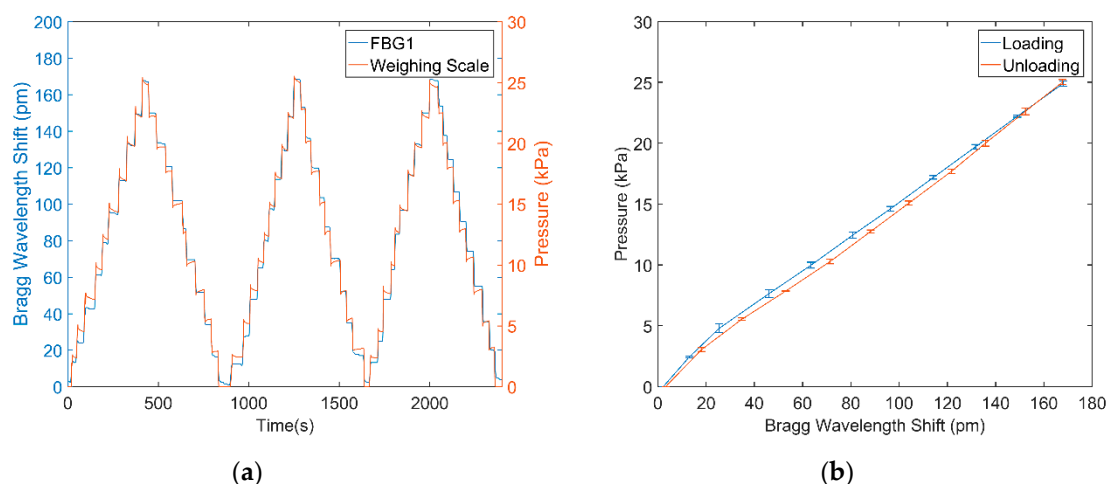 200
180
160
140
120
100
80
60
40
20
0
Bragg Wavelength Shift (pm)
FBG1
Weighing Scale
30
25
20
15
10
5
0
Pressure (kPa)
0 500 1000 1500 2000
Time(s)
(a)
30
25
20
15
10
5
0
Pressure (kPa)
Loading
Unloading
0 20 40 60 80 100 120 140 160 180
Bragg Wavelength Shift (pm)
(b)